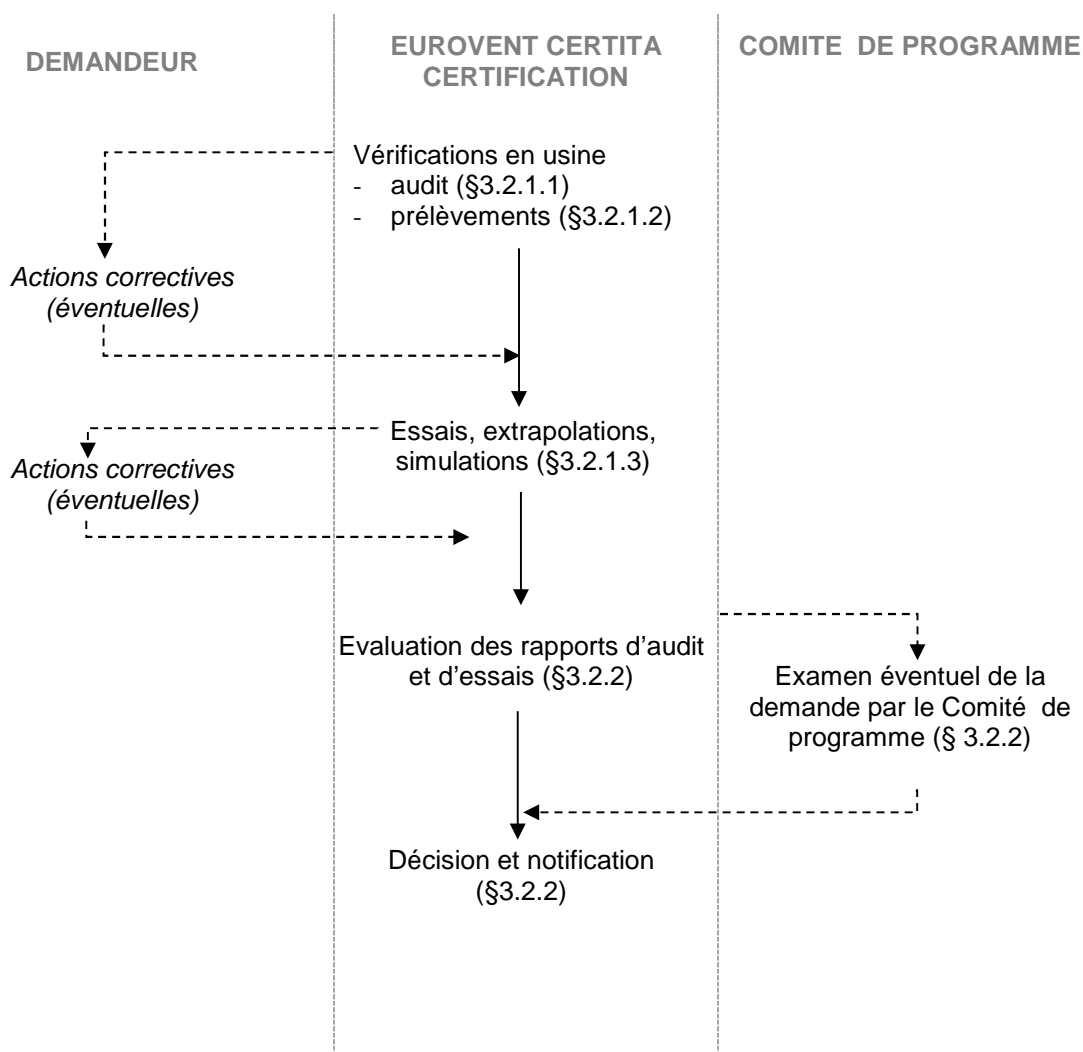 DEMANDEUR
EUROVENT CERTITA
CERTIFICATION
COMITE DE PROGRAMME
Vérifications en usine
- audit (§3.2.1.1)
- prélèvements (§3.2.1.2)
Actions correctives
(éventuelles)
Essais, extrapolations,
simulations (§3.2.1.3)
Actions correctives
(éventuelles)
Evaluation des rapports d'audit
et d'essais (§3.2.2)
Examen éventuel de la
demande par le Comité de
programme (§ 3.2.2)
Décision et notification
(§3.2.2)